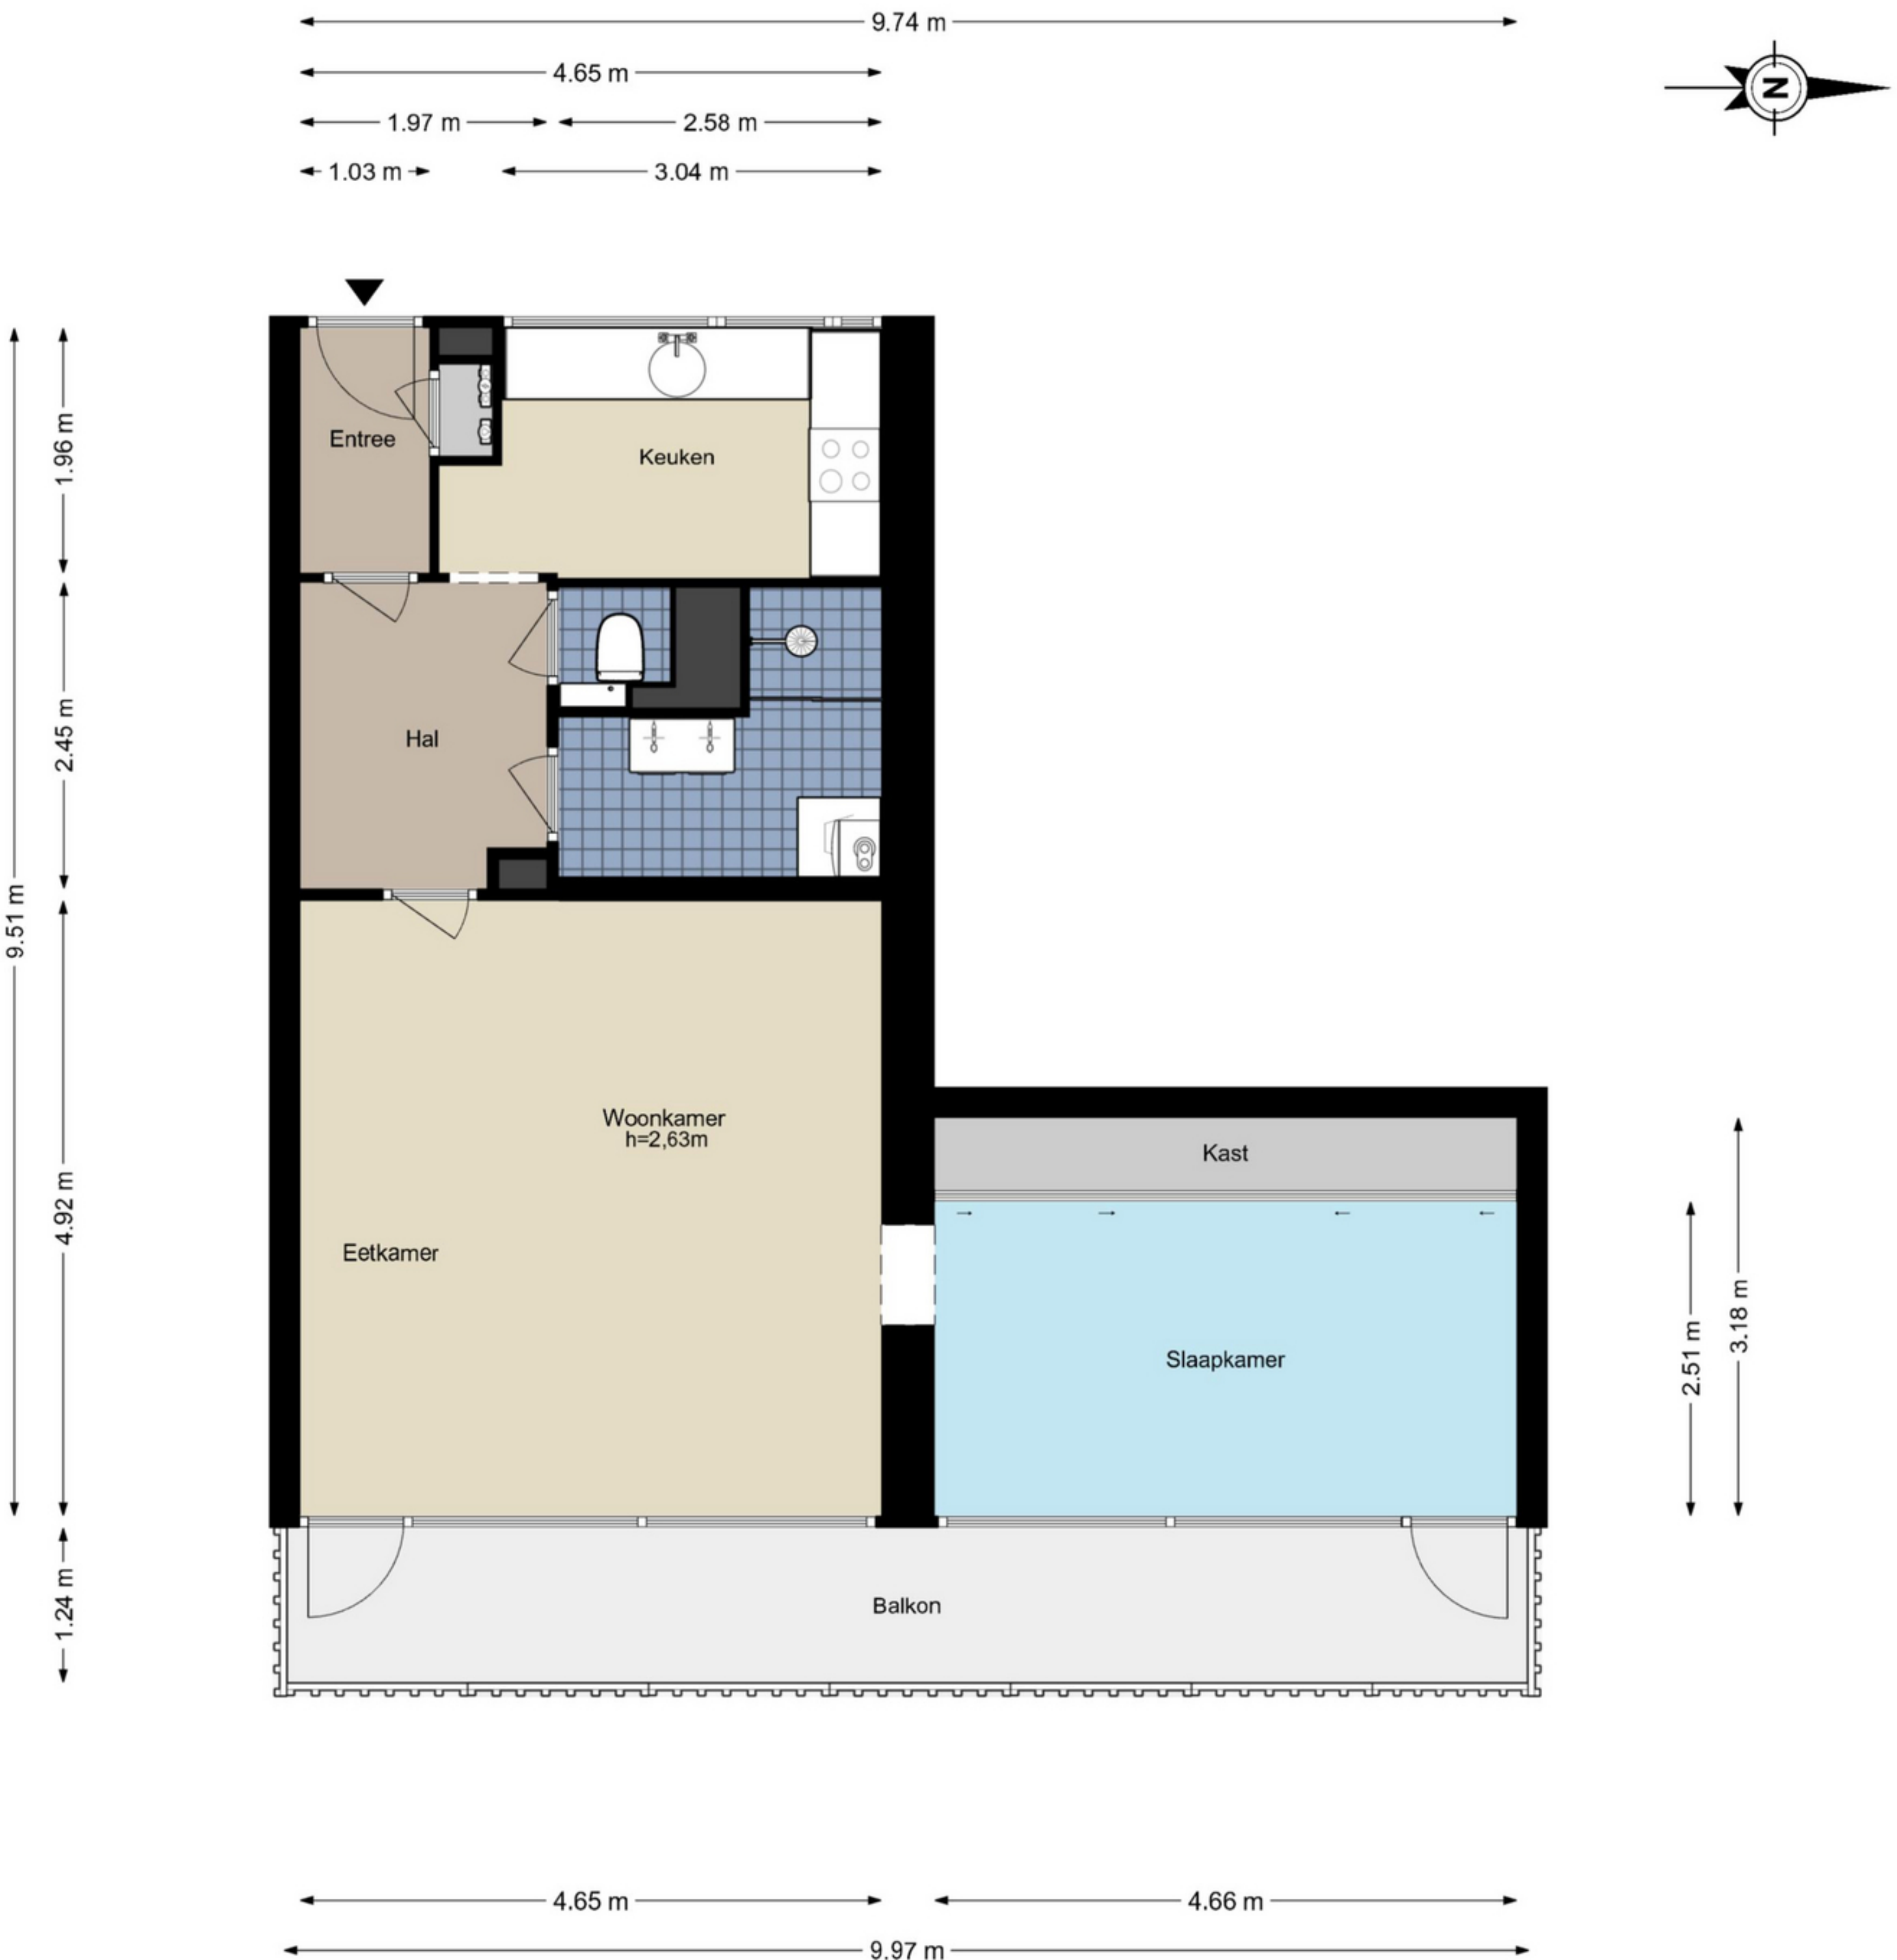 9.74 m
4.65 m
1.97 m
2.58 m
1.03 m
3.04 m
N
Entree
Keuken
1.96 m
Hal
2.45 m
9.51 m
Woonkamer
h=2,63m
Kast
4.92 m
Eetkamer
Slaapkamer
2.51 m
3.18 m
Balkon
1.24 m
4.65 m
4.66 m
9.97 m